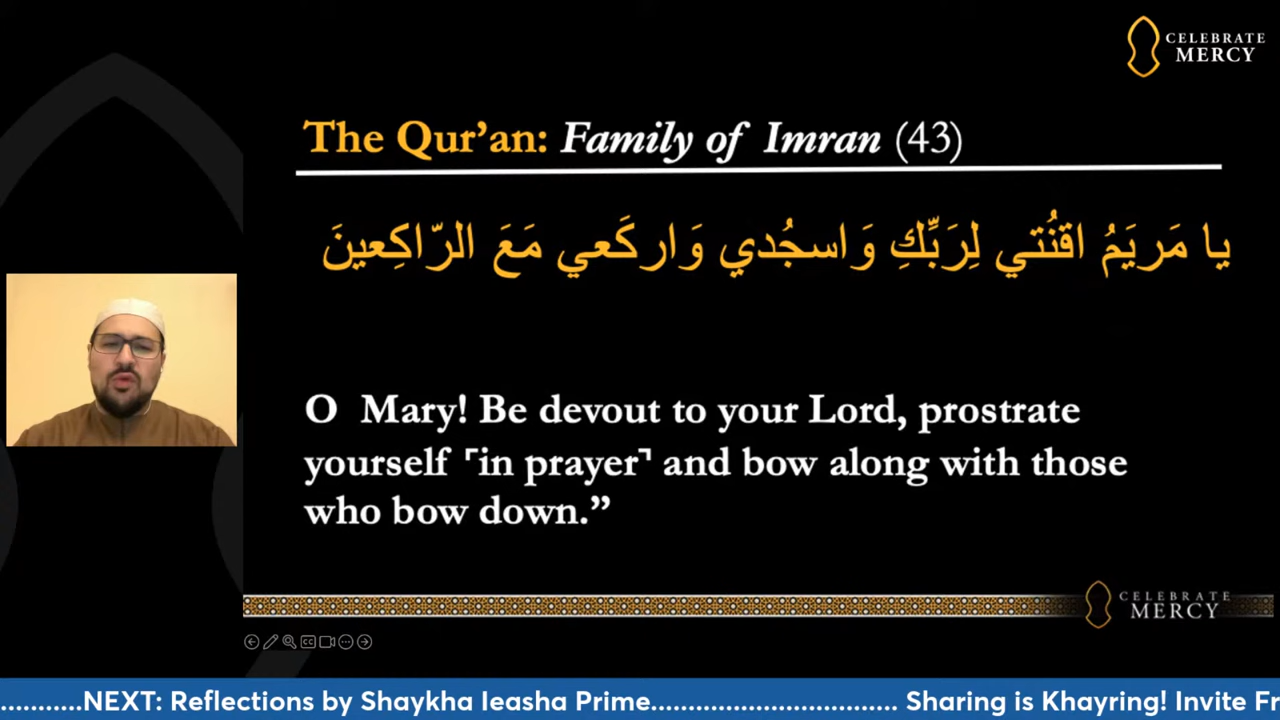 CELEBRATE
MERCY
The Qur’an: Family of Imran (43)
يا مَريَمُ اقنُتي لِرَبِّكِ وَاسجُدي وَاركَعي مَعَ الرّاكِعينَ
O Mary! Be devout to your Lord, prostrate
yourself ⸢in prayer⸣ and bow along with those
who bow down.”
CELEBRATE
MERCY
CC
...........NEXT: Reflections by Shaykha Ieasha Prime................................. Sharing is Khayring! Invite Fr